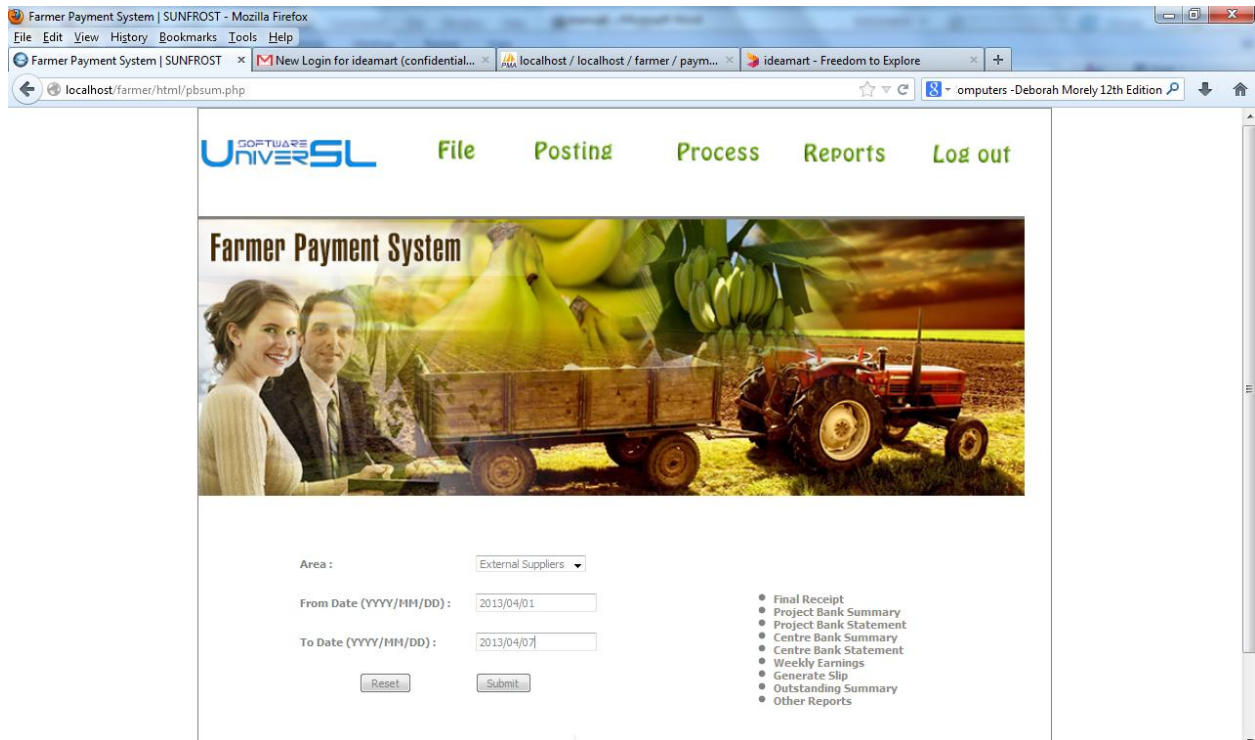 Farmer Payment System | SUNFROST - Mozilla Firefox
File Edit View History Bookmarks Tools Help
Farmer Payment System | SUNFROST × New Login for ideamart (confidential... × PMA localhost / localhost / farmer / paym... × ideamart - Freedom to Explore × +
localhost/farmer/html/pbsum.php 8 omputers -Deborah Morely 12th Edition
SOFTWARE
UniverSL
File Posting Process Reports Log out
Farmer Payment System
Area : External Suppliers
From Date (YYYY/MM/DD) : 2013/04/01
To Date (YYYY/MM/DD) : 2013/04/07
Reset Submit
Final Receipt
Project Bank Summary
Project Bank Statement
Centre Bank Summary
Centre Bank Statement
Weekly Earnings
Generate Slip
Outstanding Summary
Other Reports